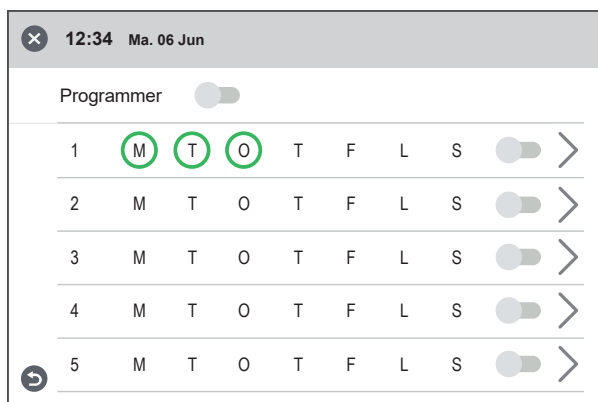 12:34 Ma. 06 Jun
Programmer
1 M T O T F L S
2 M T O T F L S
3 M T O T F L S
4 M T O T F L S
5 M T O T F L S